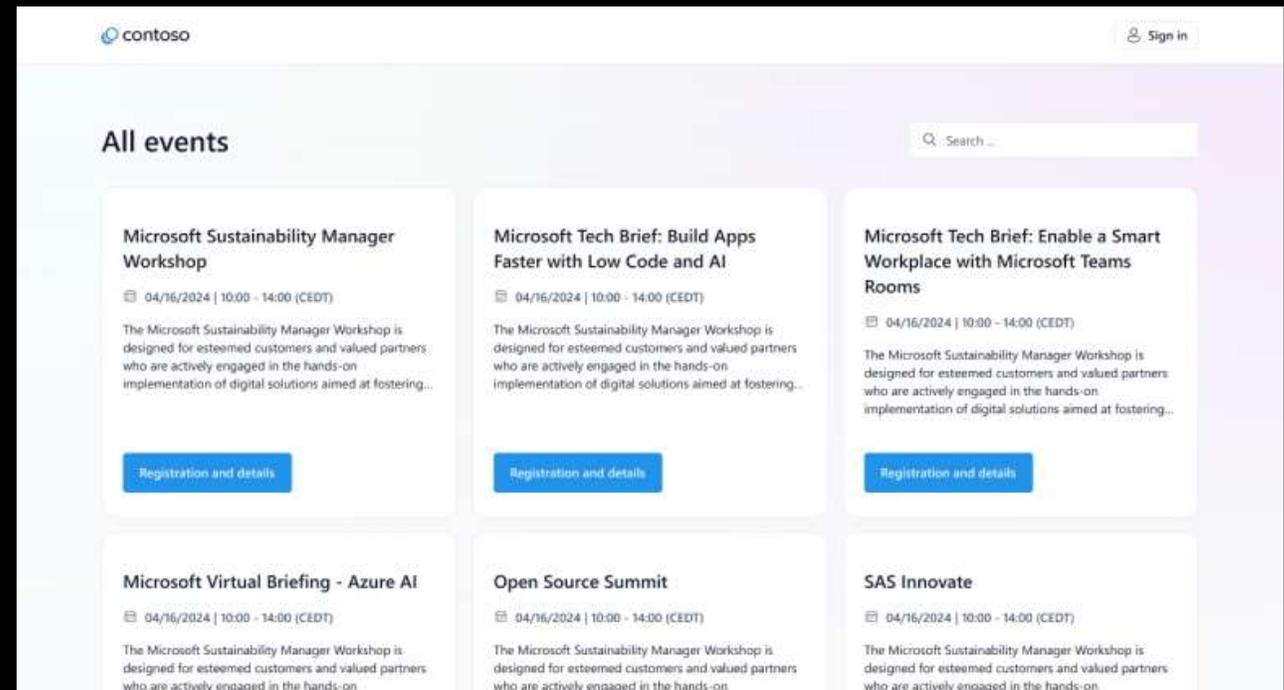 contoso
Sign in
All events
Search ...
Microsoft Sustainability Manager
Workshop
04/16/2024 | 10:00 - 14:00 (CEDT)
The Microsoft Sustainability Manager Workshop is
designed for esteemed customers and valued partners
who are actively engaged in the hands-on
implementation of digital solutions aimed at fostering...
Registration and details
Microsoft Tech Brief: Build Apps
Faster with Low Code and AI
04/16/2024 | 10:00 - 14:00 (CEDT)
The Microsoft Sustainability Manager Workshop is
designed for esteemed customers and valued partners
who are actively engaged in the hands-on
implementation of digital solutions aimed at fostering...
Registration and details
Microsoft Tech Brief: Enable a Smart
Workplace with Microsoft Teams
Rooms
04/16/2024 | 10:00 - 14:00 (CEDT)
The Microsoft Sustainability Manager Workshop is
designed for esteemed customers and valued partners
who are actively engaged in the hands-on
implementation of digital solutions aimed at fostering...
Registration and details
Microsoft Virtual Briefing - Azure AI
04/16/2024 | 10:00 - 14:00 (CEDT)
The Microsoft Sustainability Manager Workshop is
designed for esteemed customers and valued partners
who are actively engaged in the hands-on
Open Source Summit
04/16/2024 | 10:00 - 14:00 (CEDT)
The Microsoft Sustainability Manager Workshop is
designed for esteemed customers and valued partners
who are actively engaged in the hands-on
SAS Innovate
04/16/2024 | 10:00 - 14:00 (CEDT)
The Microsoft Sustainability Manager Workshop is
designed for esteemed customers and valued partners
who are actively engaged in the hands-on